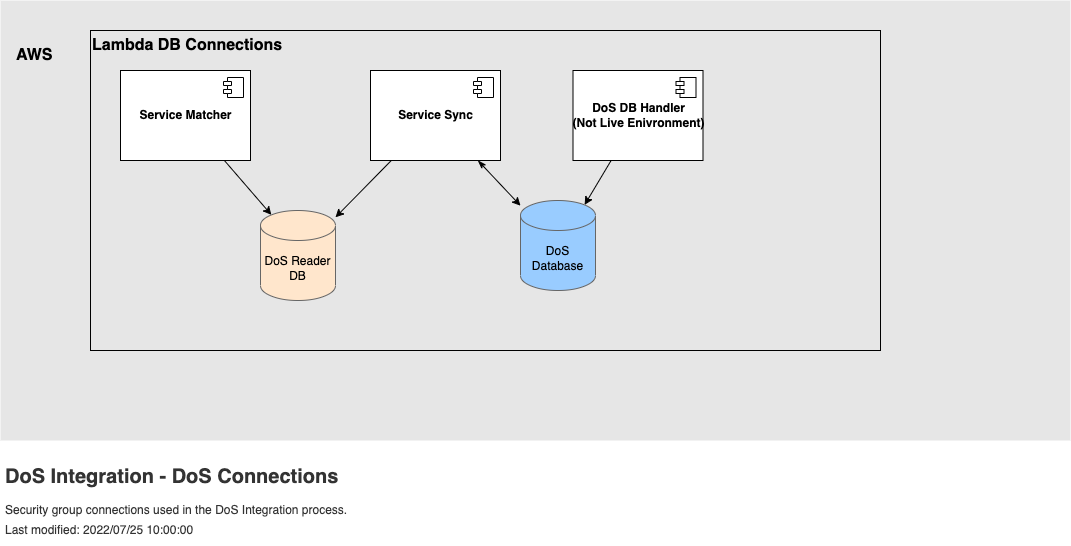 AWS
Lambda DB Connections
Service Matcher
Service Sync
DoS DB Handler
(Not Live Enivronment)
DoS Reader
DB
DoS
Database
DoS Integration - DoS Connections
Security group connections used in the DoS Integration process.
Last modified: 2022/07/25 10:00:00